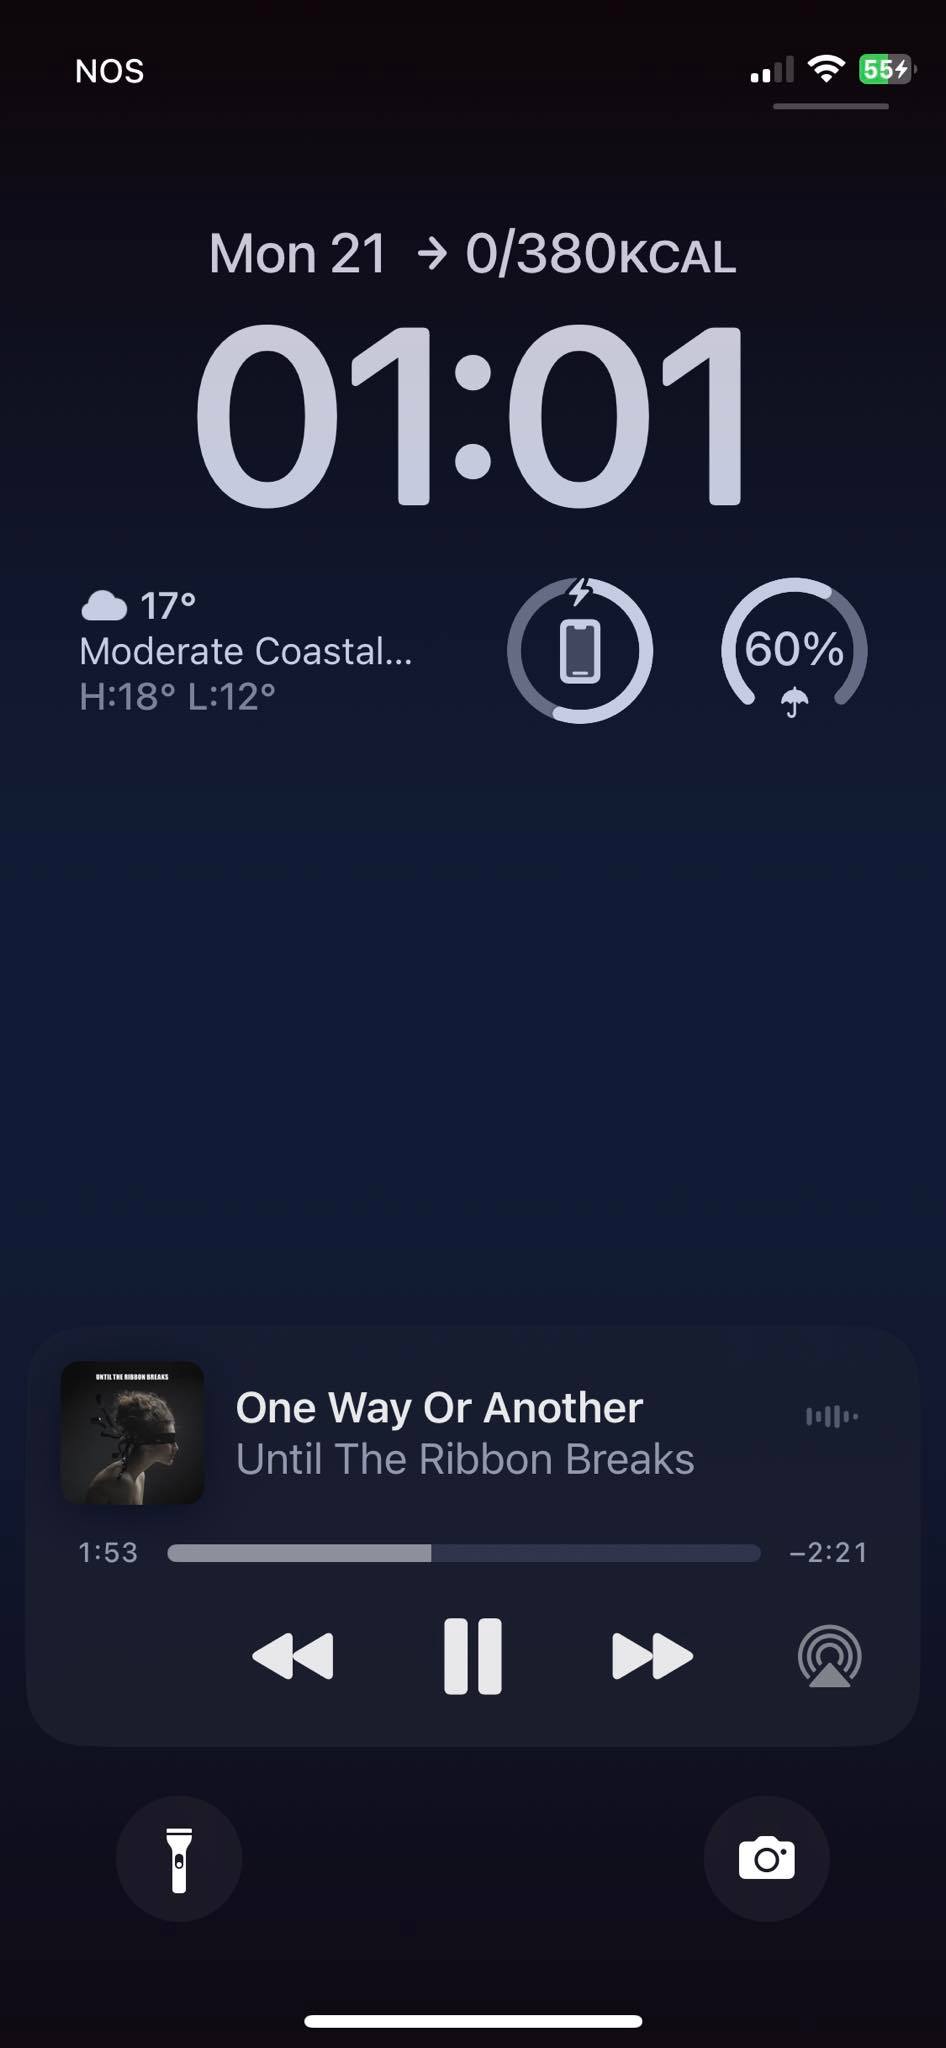 NOS
55
Mon 21 → 0/380KCAL
01:01
17°
Moderate Coastal...
H:18° L:12°
60%
UNTIL THE RIBBON BREAKS
One Way Or Another
Until The Ribbon Breaks
1:53
–2:21